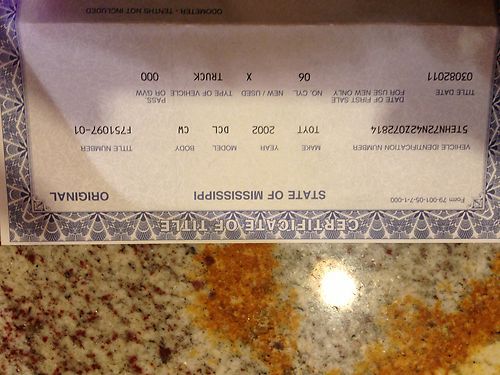 CERTIFICATE OF TITLE
Form 79-001-05-7-1-000 STATE OF MISSISSIPPI ORIGINAL
VEHICLE IDENTIFICATION NUMBER MAKE YEAR MODEL BODY TITLE NUMBER
5TEHN72N42Z072814 TOYT 2002 DCL CW F751097-01
DATE OF FIRST SALE PASS.
TITLE DATE FOR USE NEW ONLY NO. CYL. NEW / USED TYPE OF VEHICLE OR GVW
03082011 06 X TRUCK 000
ODOMETER - TENTHS NOT INCLUDED